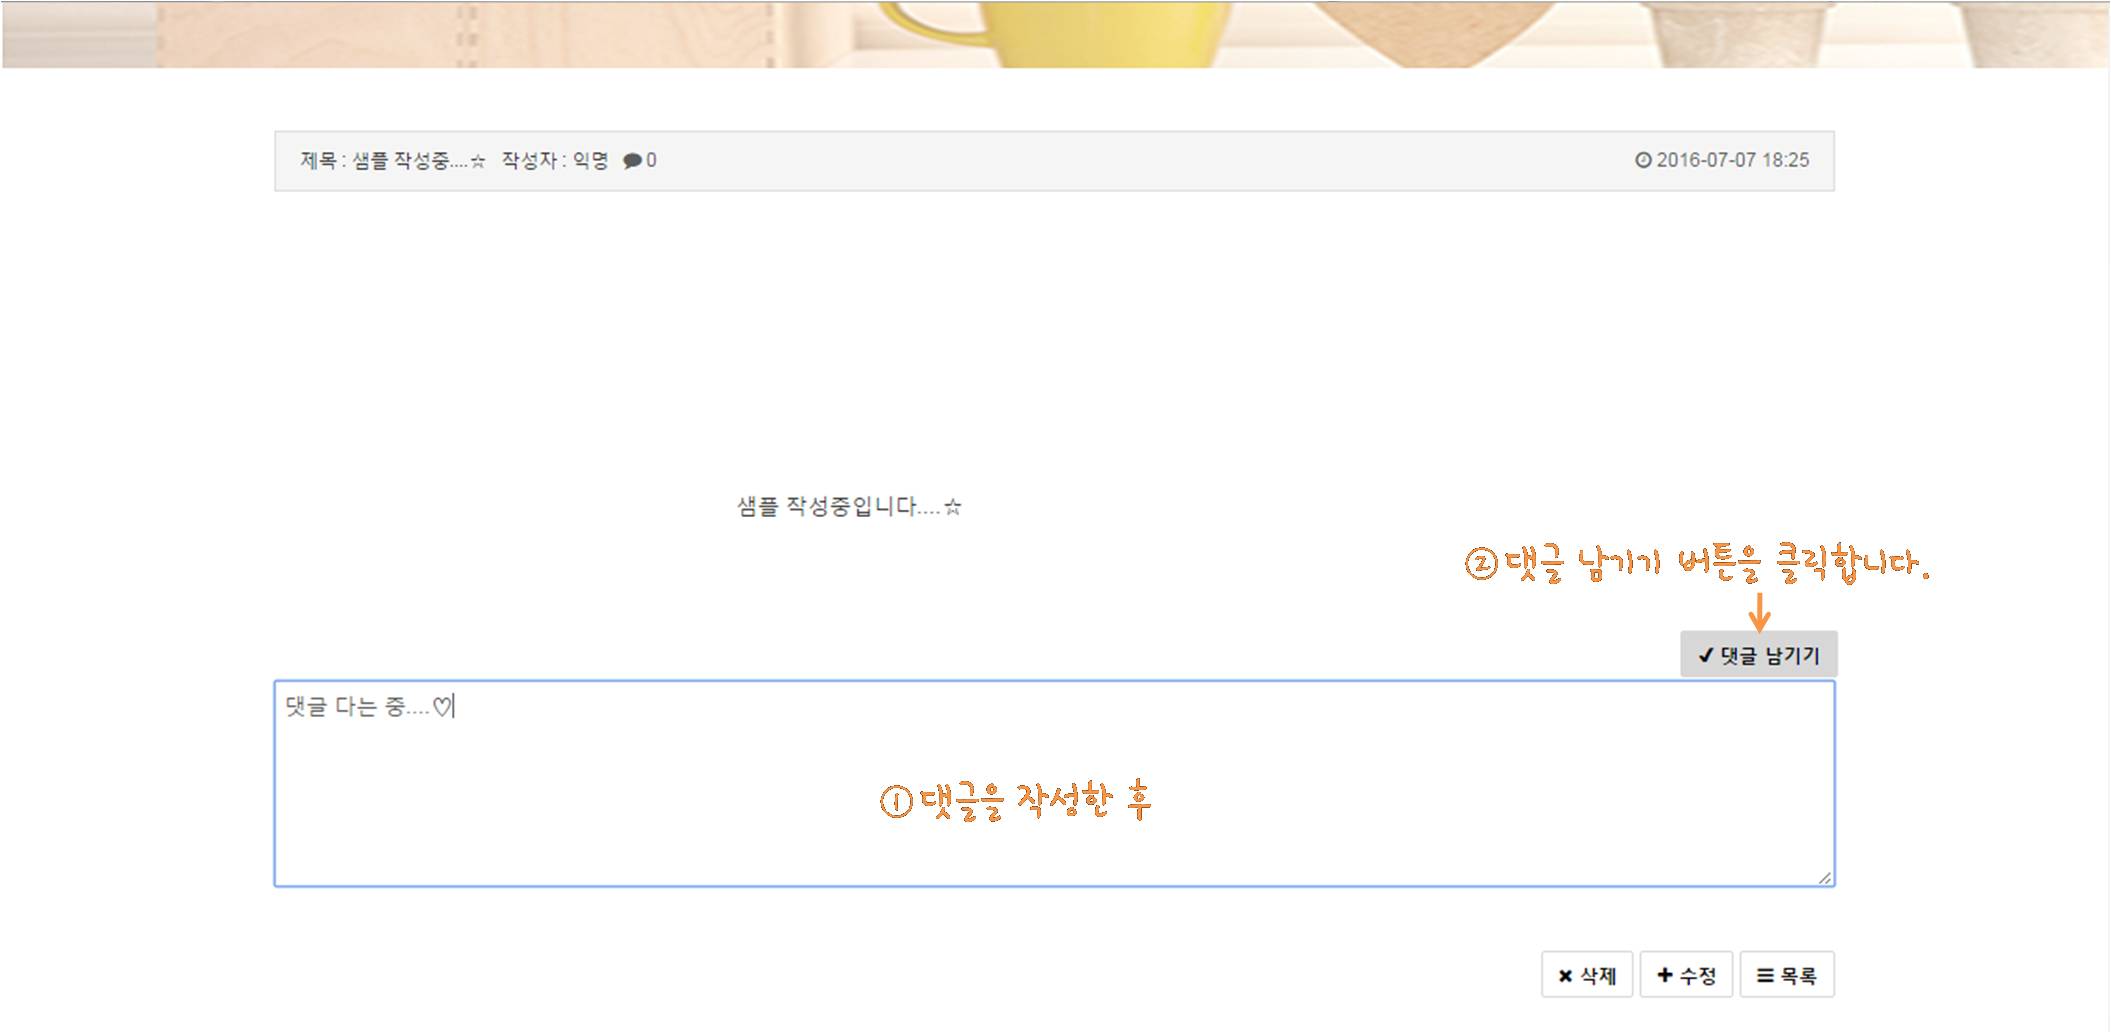 제목 : 샘플 작성중....☆ 작성자 : 익명 0 2016-07-07 18:25
샘플 작성중입니다....☆
②댓글 남기기 버튼을 클릭합니다.
✔ 댓글 남기기
댓글 다는 중....♡
①댓글을 작성한 후
✖ 삭제 ✚ 수정 ☰ 목록